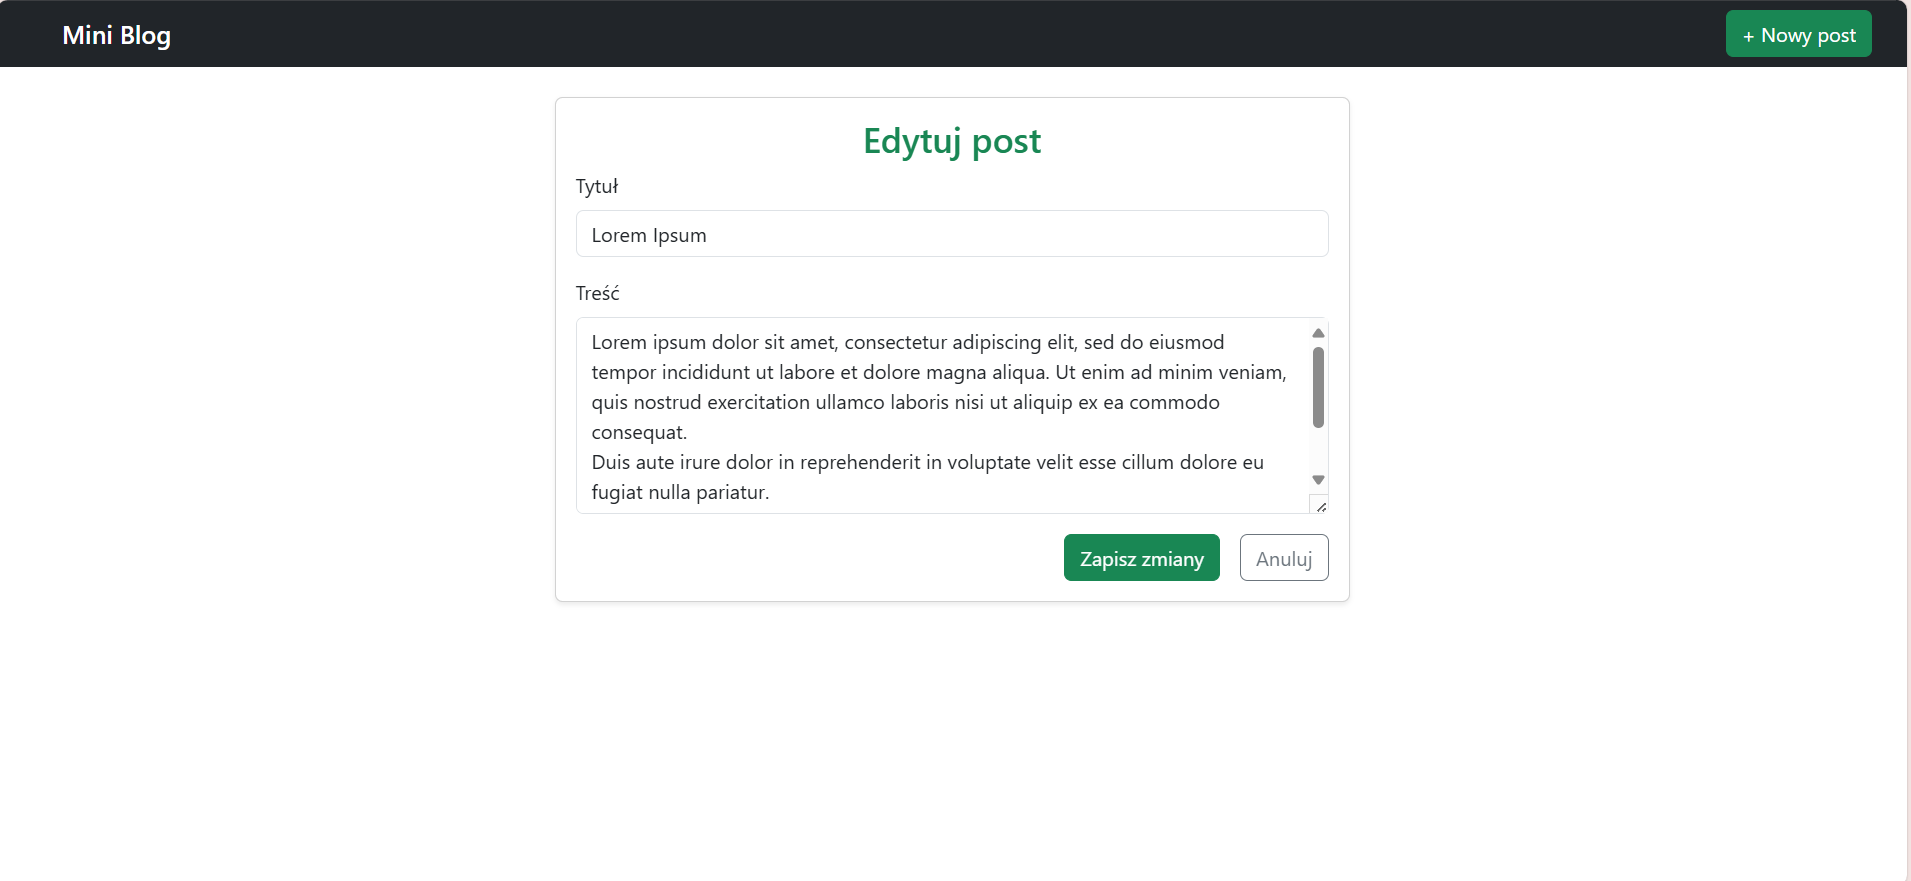 Mini Blog
+ Nowy post
Edytuj post
Tytuł
Lorem Ipsum
Treść
Lorem ipsum dolor sit amet, consectetur adipiscing elit, sed do eiusmod
tempor incididunt ut labore et dolore magna aliqua. Ut enim ad minim veniam,
quis nostrud exercitation ullamco laboris nisi ut aliquip ex ea commodo
consequat.
Duis aute irure dolor in reprehenderit in voluptate velit esse cillum dolore eu
fugiat nulla pariatur.
Zapisz zmiany
Anuluj